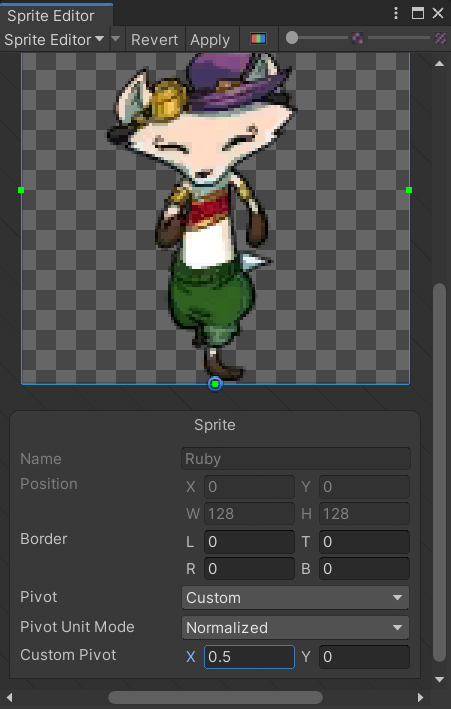 Sprite Editor
Sprite Editor Revert Apply
Sprite
Name Ruby
Position X 0 Y 0
W 128 H 128
Border L 0 T 0
R 0 B 0
Pivot Custom
Pivot Unit Mode Normalized
Custom Pivot X 0.5 Y 0